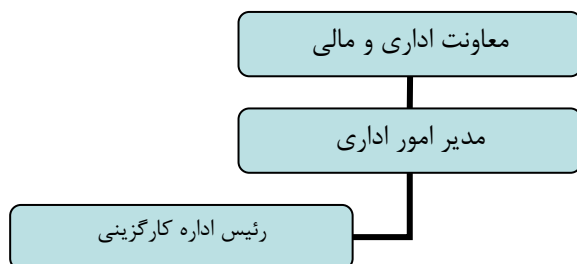 معاونت اداری و مالی
مدیر امور اداری
رئیس اداره کارگزینی